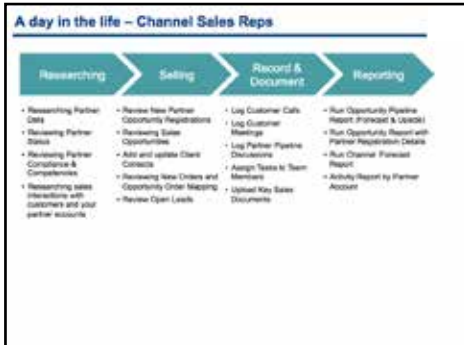 A day in the life – Channel Sales Reps
Researching
Selling
Record &
Document
Reporting
• Researching Partner
Data
• Reviewing Partner
Status
• Reviewing Partner
Compliance &
Competencies
• Researching sales
interactions with
customers and your
partner accounts
• Review New Partner
Opportunity Registrations
• Reviewing Sales
Opportunities
• Add and update Client
Contacts
• Reviewing New Orders and
Opportunity Order Mapping
• Review Open Leads
• Log Customer Calls
• Log Customer
Meetings
• Log Partner Pipeline
Discussions
• Assign Tasks to Team
Members
• Upload Key Sales
Documents
• Run Opportunity Pipeline
Report (Forecast & Upside)
• Run Opportunity Report with
Partner Registration Details
• Run Channel Forecast
Report
• Activity Report by Partner
Account